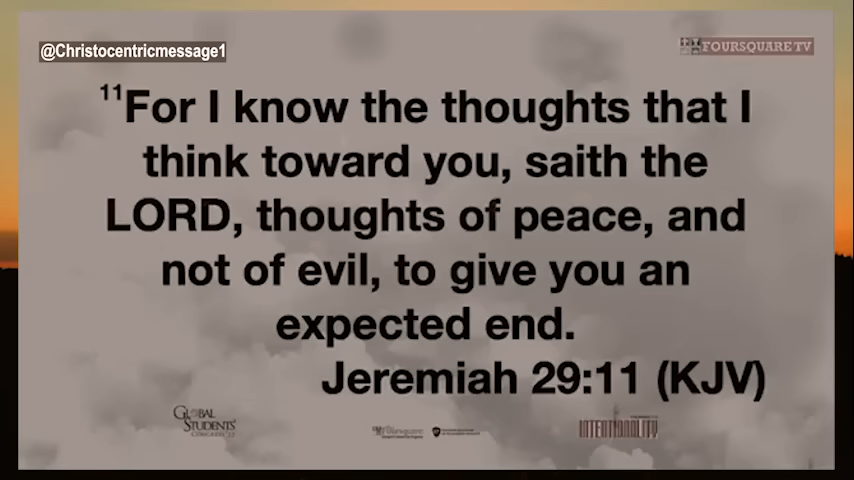 @Christocentricmessage1
FOURSQUARE TV
11For I know the thoughts that I
think toward you, saith the
LORD, thoughts of peace, and
not of evil, to give you an
expected end.
Jeremiah 29:11 (KJV)
GLOBAL
STUDENTS'
Foursquare
INTENTIONALITY